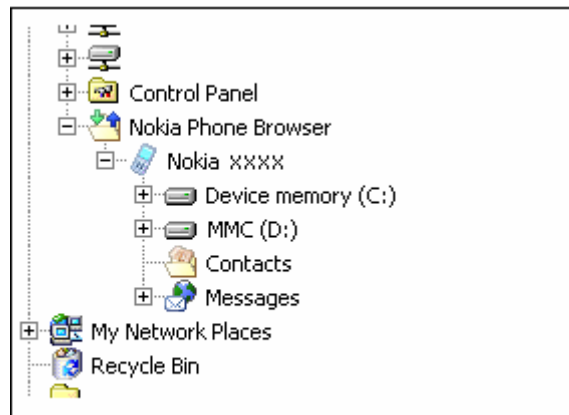 Control Panel
Nokia Phone Browser
Nokia xxxx
Device memory (C:)
MMC (D:)
Contacts
Messages
My Network Places
Recycle Bin